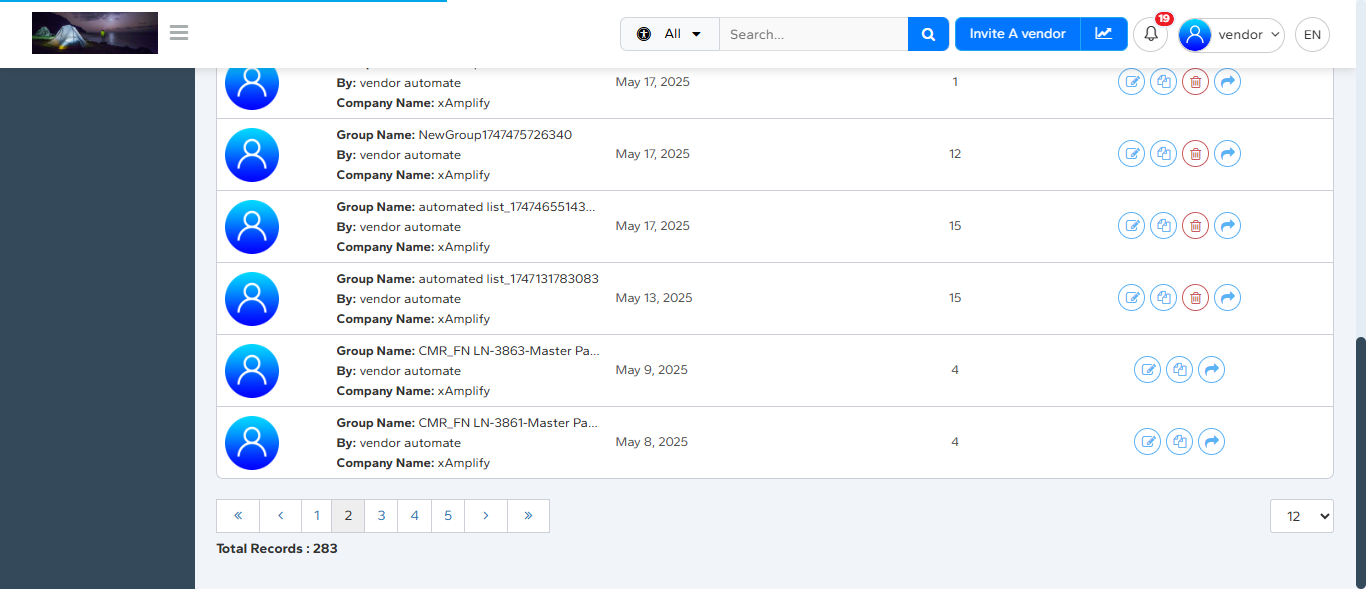 All
Search...
Invite A vendor
19
vendor
EN
By: vendor automate
May 17, 2025
1
Company Name: xAmplify
Group Name: NewGroup1747475726340
By: vendor automate
May 17, 2025
12
Company Name: xAmplify
Group Name: automated list_17474655143...
By: vendor automate
May 17, 2025
15
Company Name: xAmplify
Group Name: automated list_1747131783083
By: vendor automate
May 13, 2025
15
Company Name: xAmplify
Group Name: CMR_FN LN-3863-Master Pa...
By: vendor automate
May 9, 2025
4
Company Name: xAmplify
Group Name: CMR_FN LN-3861-Master Pa...
By: vendor automate
May 8, 2025
4
Company Name: xAmplify
« ‹ 1 2 3 4 5 › »
12
Total Records : 283